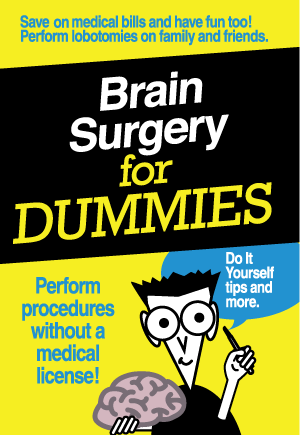 Save on medical bills and have fun too!
Perform lobotomies on family and friends.
Brain
Surgery
for
DUMMIES
Do It
Yourself
tips and
more.
Perform
procedures
without a
medical
license!